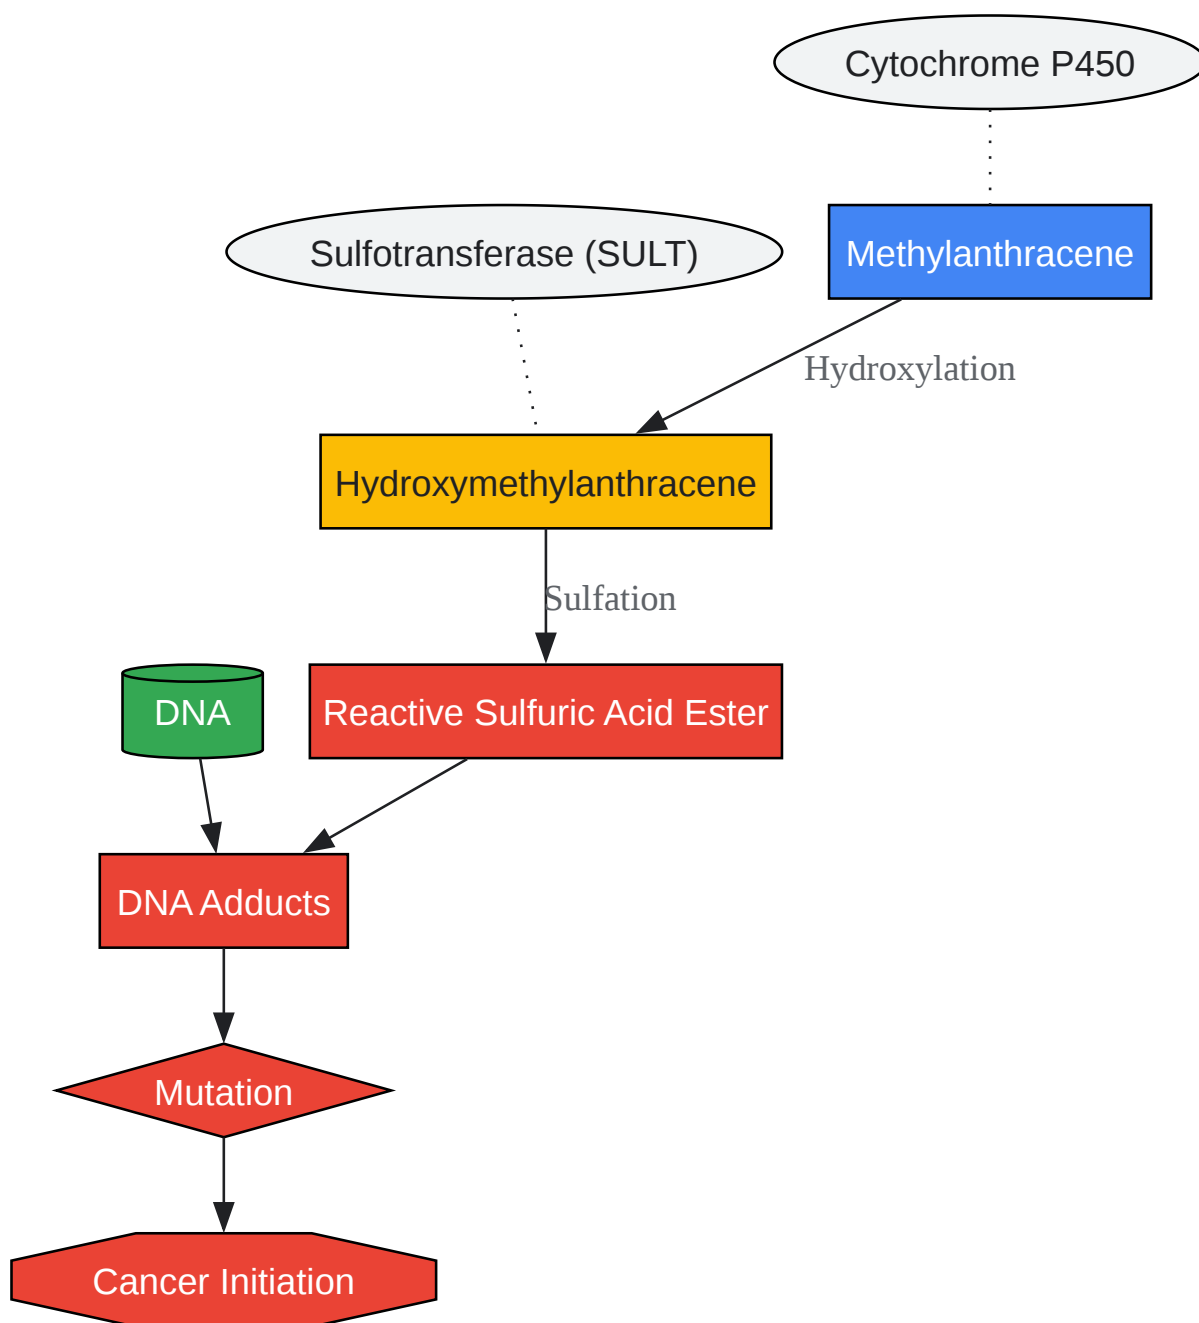 Cytochrome P450
Sulfotransferase (SULT)
Methylanthracene
Hydroxylation
Hydroxymethylanthracene
Sulfation
DNA
Reactive Sulfuric Acid Ester
DNA Adducts
Mutation
Cancer Initiation